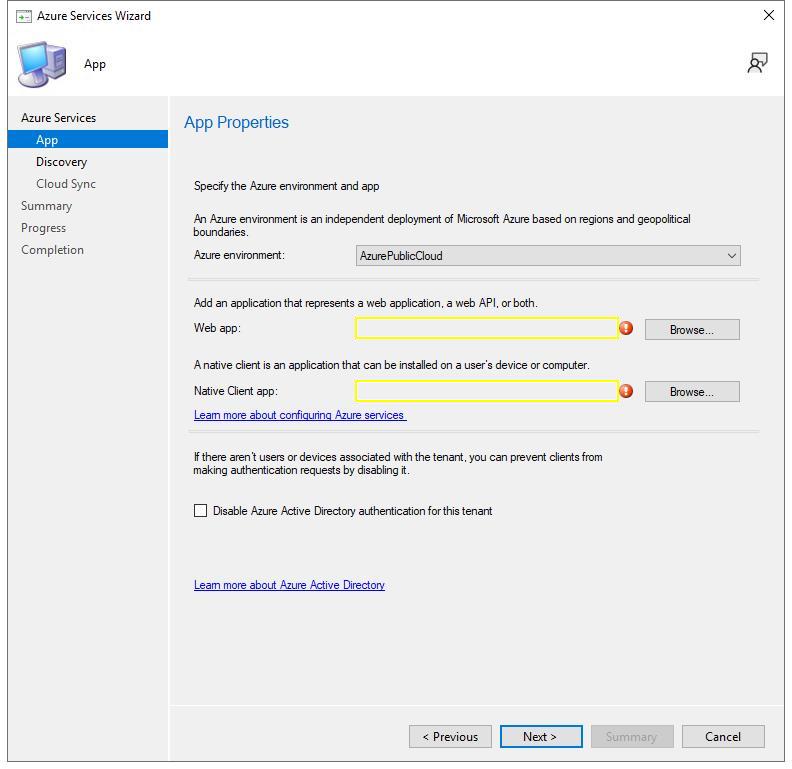 Azure Services Wizard
App
Azure Services
App
Discovery
Cloud Sync
Summary
Progress
Completion
App Properties
Specify the Azure environment and app
An Azure environment is an independent deployment of Microsoft Azure based on regions and geopolitical
boundaries.
Azure environment: AzurePublicCloud
Add an application that represents a web application, a web API, or both.
Web app: Browse...
A native client is an application that can be installed on a user's device or computer.
Native Client app: Browse...
Learn more about configuring Azure services
If there aren't users or devices associated with the tenant, you can prevent clients from
making authentication requests by disabling it.
Disable Azure Active Directory authentication for this tenant
Learn more about Azure Active Directory
< Previous Next > Summary Cancel